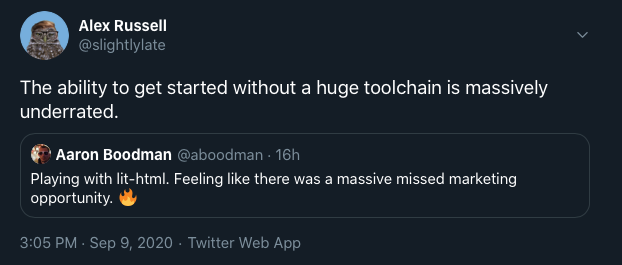 Alex Russell
@slightlylate
The ability to get started without a huge toolchain is massively
underrated.
Aaron Boodman @aboodman · 16h
Playing with lit-html. Feeling like there was a massive missed marketing
opportunity. 🔥
3:05 PM · Sep 9, 2020 · Twitter Web App